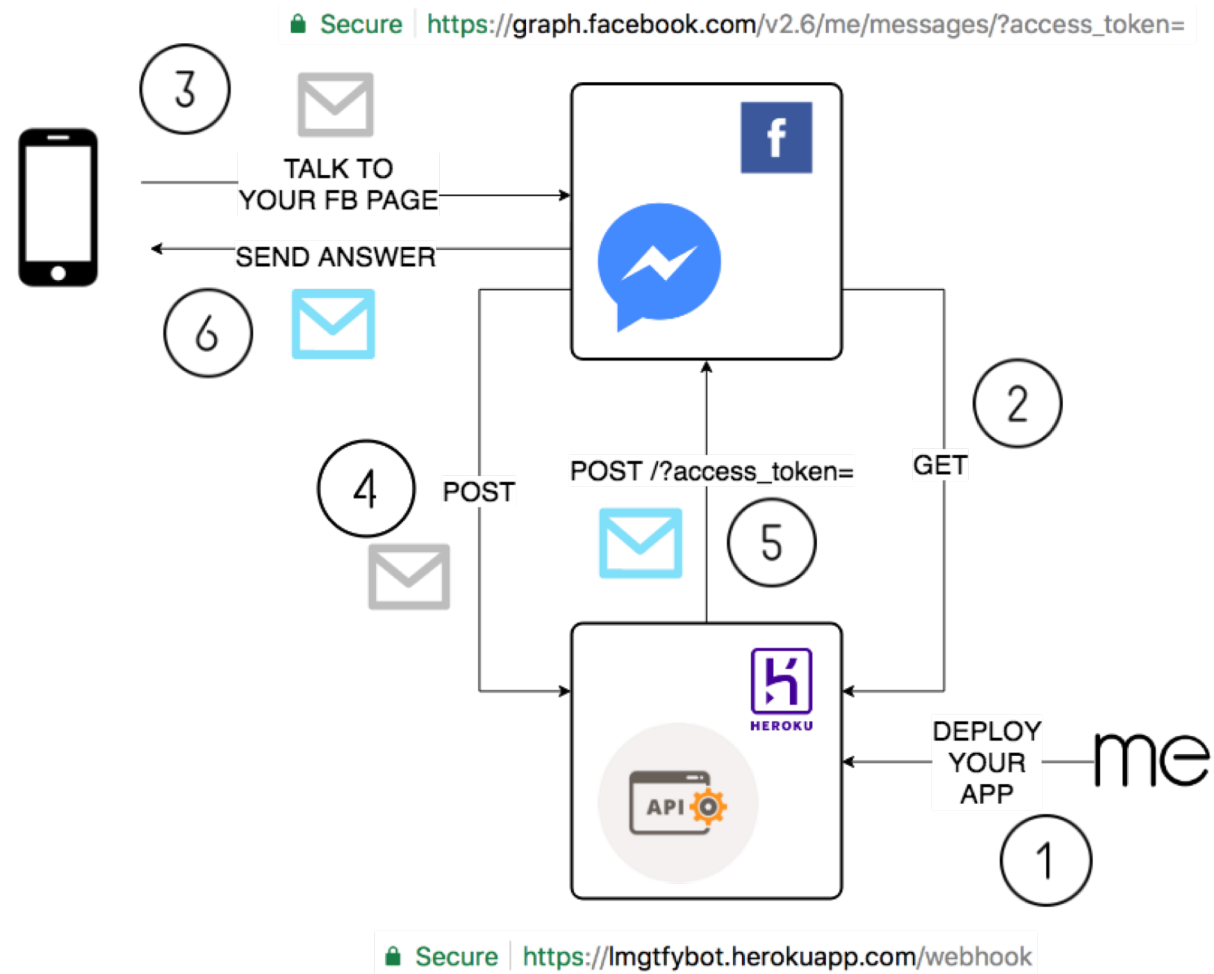 Secure https://graph.facebook.com/v2.6/me/messages/?access_token=
3
f
TALK TO
YOUR FB PAGE
SEND ANSWER
6
2
GET
4
POST
POST /?access_token=
5
HEROKU
API
DEPLOY
YOUR
APP
me
1
Secure https://lmgtfybot.herokuapp.com/webhook